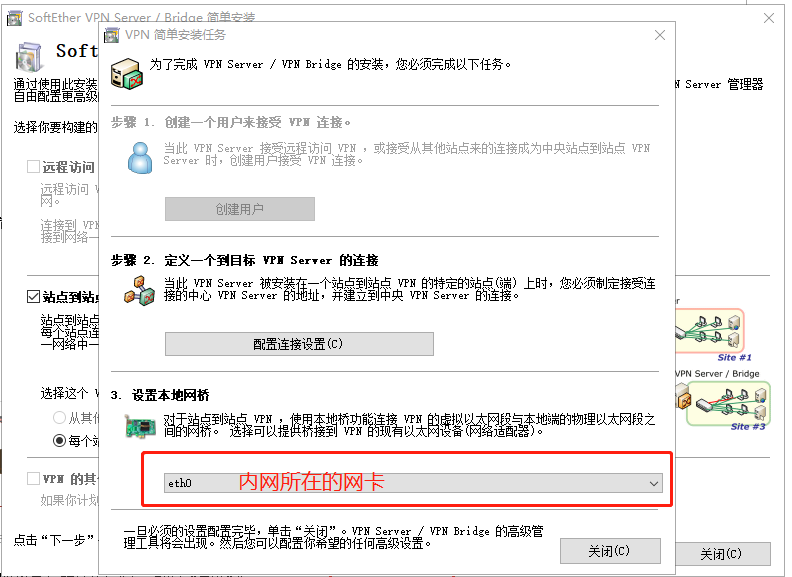 SoftEther VPN Server / Bridge 简单安装
VPN 简单安装任务
为了完成 VPN Server / VPN Bridge 的安装，您必须完成以下任务。
步骤 1. 创建一个用户来接受 VPN 连接。
当此 VPN Server 接受远程访问 VPN ，或接受从其他站点来的连接成为中央站点到站点 VPN
Server 时，创建用户接受 VPN 连接。
创建用户
步骤 2. 定义一个到目标 VPN Server 的连接
当此 VPN Server 被安装在一个站点到站点 VPN 的特定的站点(端) 上时，您必须制定接受连
接的中心 VPN Server 的地址，并建立到中央 VPN Server 的连接。
配置连接设置(C)
3. 设置本地网桥
对于站点到站点 VPN ，使用本地桥功能连接 VPN 的虚拟以太网段与本地端的物理以太网段之
间的网桥。 选择可以提供桥接到 VPN 的现有以太网设备(网络适配器)。
eth0
内网所在的网卡
一旦必须的设置配置完毕，单击“关闭”。VPN Server / VPN Bridge 的高级管
理工具将会出现。然后您可以配置你希望的任何高级设置。
关闭(C)
Soft
通过使用此安装
自由配置更高级的
选择你要构建的
远程访问
远程访问 V
网。
连接到 VPN
接到网络一
站点到站点
站点到站点
每个站点连
一网络中一
选择这个 V
从其他
每个站
VPN 的其他
如果你计划
点击“下一步”
N Server 管理器
er
Site #1
VPN Server / Bridge
Site #3
关闭(C)